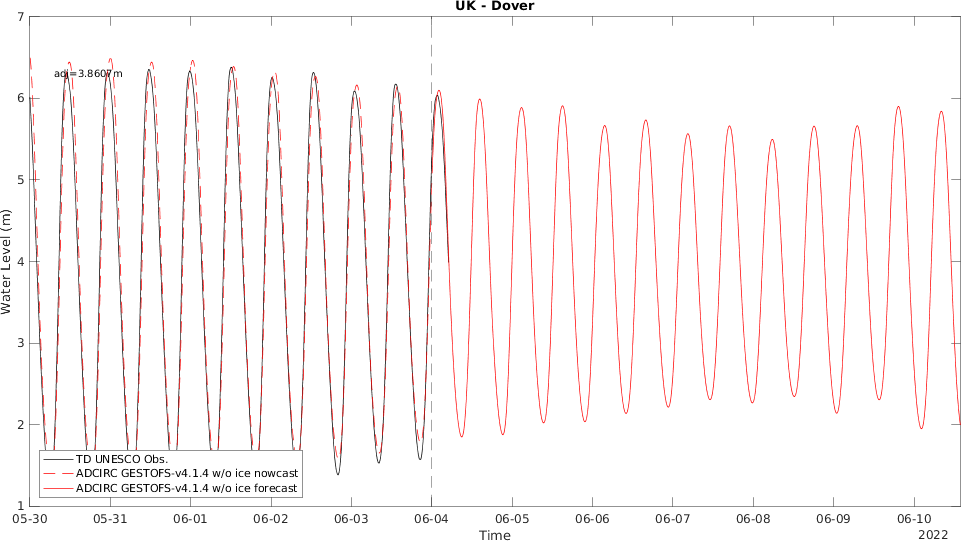 UK - Dover
7
adj=3.8607m
6
5
4
3
2
1
Water Level (m)
TD UNESCO Obs.
ADCIRC GESTOFS-v4.1.4 w/o ice nowcast
ADCIRC GESTOFS-v4.1.4 w/o ice forecast
05-30 05-31 06-01 06-02 06-03 06-04 06-05 06-06 06-07 06-08 06-09 06-10
Time
2022